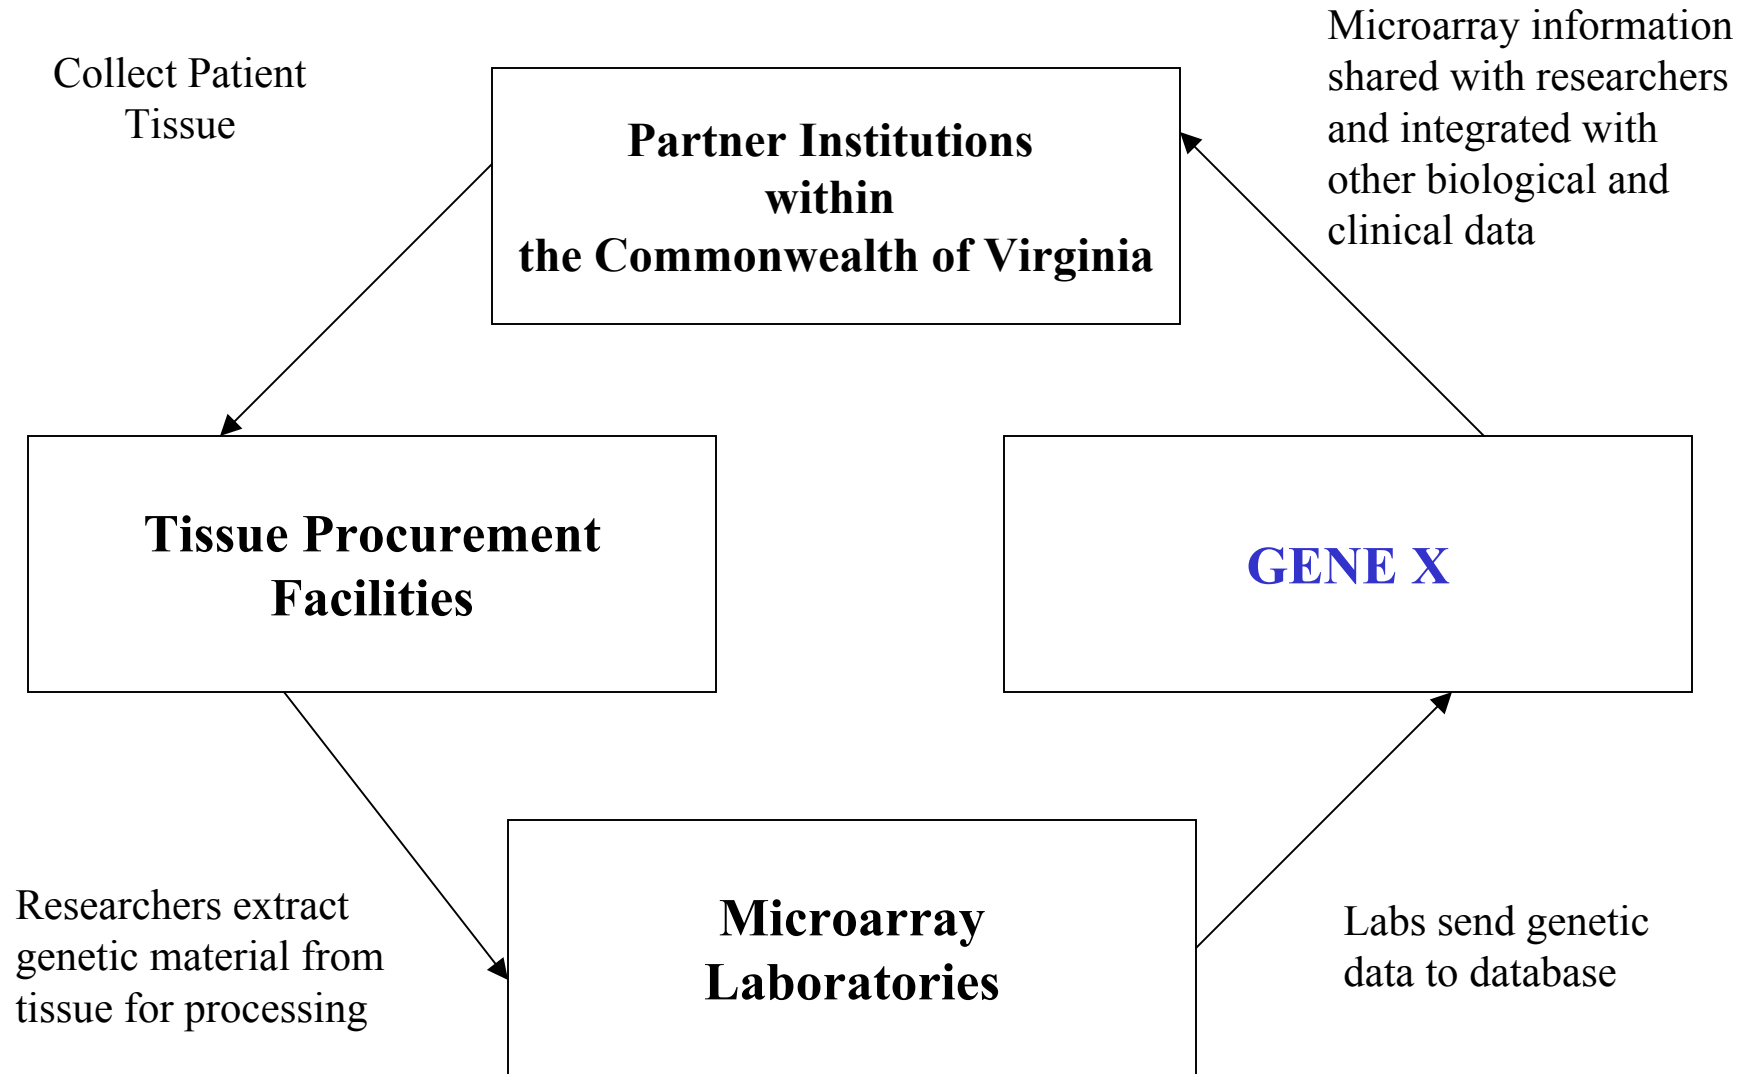 Collect Patient
Tissue
Partner Institutions
within
the Commonwealth of Virginia
Microarray information
shared with researchers
and integrated with
other biological and
clinical data
Tissue Procurement
Facilities
GENE X
Researchers extract
genetic material from
tissue for processing
Microarray
Laboratories
Labs send genetic
data to database